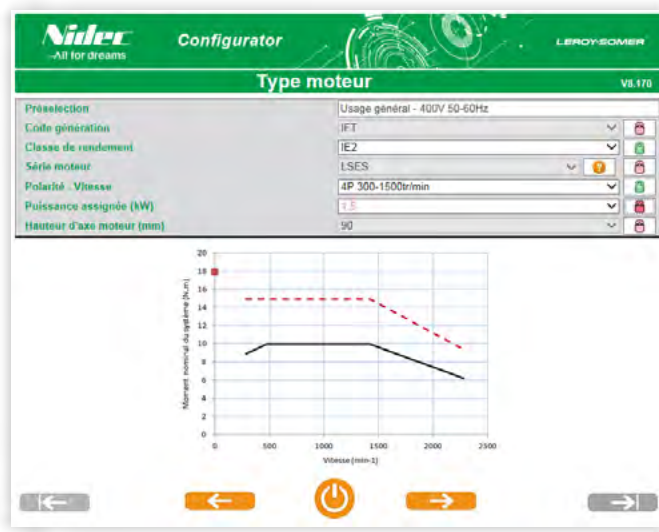 Nidec
All for dreams
Configurator
LEROY-SOMER
Type moteur
V8.170
Préselection
Usage général - 400V 50-60Hz
Code génération
IFT
Classe de rendement
IE2
Série moteur
LSES
?
Polarité - Vitesse
4P 300-1500tr/min
Puissance assignée (kW)
1.5
Hauteur d'axe moteur (mm)
90
Moment nominal du système (N.m)
20
18
16
14
12
10
8
6
4
2
0
0 500 1000 1500 2000 2500
Vitesse (min-1)